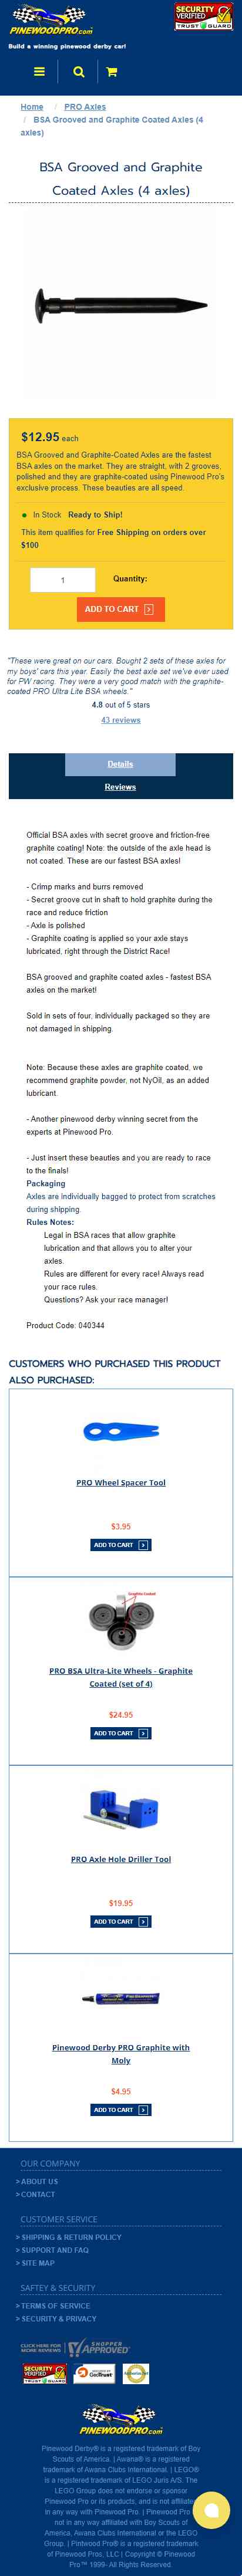 PINEWOODPRO.com
Build a winning pinewood derby car!
SECURITY
VERIFIED
TRUST GUARD
Home / PRO Axles
/ BSA Grooved and Graphite Coated Axles (4
axles)
BSA Grooved and Graphite
Coated Axles (4 axles)
$12.95 each
BSA Grooved and Graphite-Coated Axles are the fastest
BSA axles on the market. They are straight, with 2 grooves,
polished and they are graphite-coated using Pinewood Pro's
exclusive process. These beauties are all speed.
In Stock Ready to Ship!
This item qualifies for Free Shipping on orders over
$100
1 Quantity:
ADD TO CART
"These were great on our cars. Bought 2 sets of these axles for
my boys' cars this year. Easily the best axle set we've ever used
for PW racing. They were a very good match with the graphite-
coated PRO Ultra Lite BSA wheels."
4.8 out of 5 stars
43 reviews
Details
Reviews
Official BSA axles with secret groove and friction-free
graphite coating! Note: the outside of the axle head is
not coated. These are our fastest BSA axles!
- Crimp marks and burrs removed
- Secret groove cut in shaft to hold graphite during the
race and reduce friction
- Axle is polished
- Graphite coating is applied so your axle stays
lubricated, right through the District Race!
BSA grooved and graphite coated axles - fastest BSA
axles on the market!
Sold in sets of four, individually packaged so they are
not damaged in shipping.
Note: Because these axles are graphite coated, we
recommend graphite powder, not NyOil, as an added
lubricant.
- Another pinewood derby winning secret from the
experts at Pinewood Pro.
- Just insert these beauties and you are ready to race
to the finals!
Packaging
Axles are individually bagged to protect from scratches
during shipping.
Rules Notes:
Legal in BSA races that allow graphite
lubrication and that allows you to alter your
axles.
Rules are different for every race! Always read
your race rules.
Questions? Ask your race manager!
Product Code: 040344
CUSTOMERS WHO PURCHASED THIS PRODUCT
ALSO PURCHASED:
PRO Wheel Spacer Tool
$3.95
ADD TO CART
Graphite Coated
PRO BSA Ultra-Lite Wheels - Graphite
Coated (set of 4)
$24.95
ADD TO CART
PRO Axle Hole Driller Tool
$19.95
ADD TO CART
Pinewood Derby PRO Graphite with
Moly
$4.95
ADD TO CART
OUR COMPANY
> ABOUT US
> CONTACT
CUSTOMER SERVICE
> SHIPPING & RETURN POLICY
> SUPPORT AND FAQ
> SITE MAP
SAFTEY & SECURITY
> TERMS OF SERVICE
> SECURITY & PRIVACY
CLICK HERE FOR
MORE REVIEWS
SHOPPER
APPROVED
SECURITY
VERIFIED
TRUST GUARD
GeoTrust
PINEWOODPRO.com
Pinewood Derby® is a registered trademark of Boy
Scouts of America. | Awana® is a registered
trademark of Awana Clubs International. | LEGO®
is a registered trademark of LEGO Juris A/S. The
LEGO Group does not endorse or sponsor
Pinewood Pro or its products, and is not affiliated
in any way with Pinewood Pro. | Pinewood Pro
not in any way affiliated with Boy Scouts of
America, Awana Clubs International or the LEGO
Group. | Pinewood Pro® is a registered trademark
of Pinewood Pros, LLC | Copyright © Pinewood
Pro™ 1999- All Rights Reserved